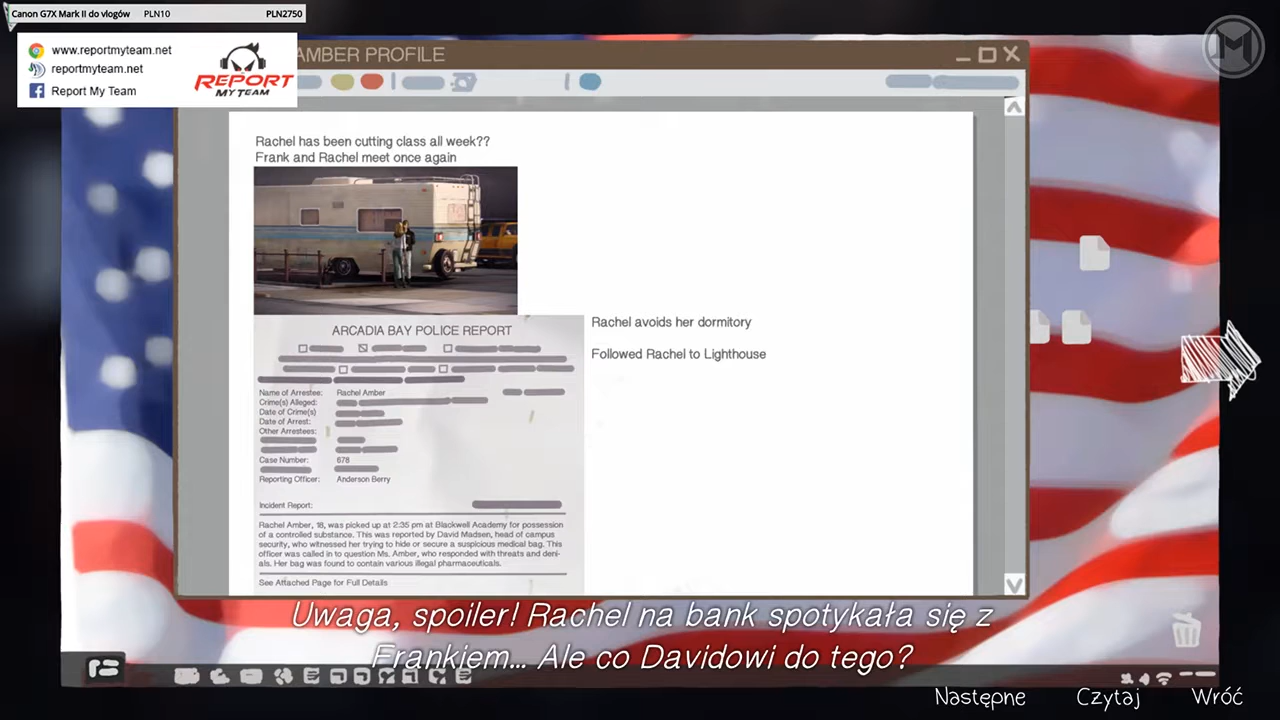 Canon G7X Mark II do vlogów PLN10 PLN2750
www.reportmyteam.net
reportmyteam.net
Report My Team
REPORT
MY TEAM
M
AMBER PROFILE
Rachel has been cutting class all week??
Frank and Rachel meet once again
Rachel avoids her dormitory
Followed Rachel to Lighthouse
ARCADIA BAY POLICE REPORT
Name of Arrestee: Rachel Amber
Crime(s) Alleged:
Date of Crime(s)
Date of Arrest:
Other Arrestees:
Case Number: 678
Reporting Officer: Anderson Berry
Incident Report:
Rachel Amber, 18, was picked up at 2:35 pm at Blackwell Academy for possession
of a controlled substance. This was reported by David Madsen, head of campus
security, who witnessed her trying to hide or secure a suspicious medical bag. This
officer was called in to question Ms. Amber, who responded with threats and deni-
als. Her bag was found to contain various illegal pharmaceuticals.
See Attached Page for Full Details
Uwaga, spoiler! Rachel na bank spotykała się z
Frankiem... Ale co Davidowi do tego?
Następne Czytaj Wróć